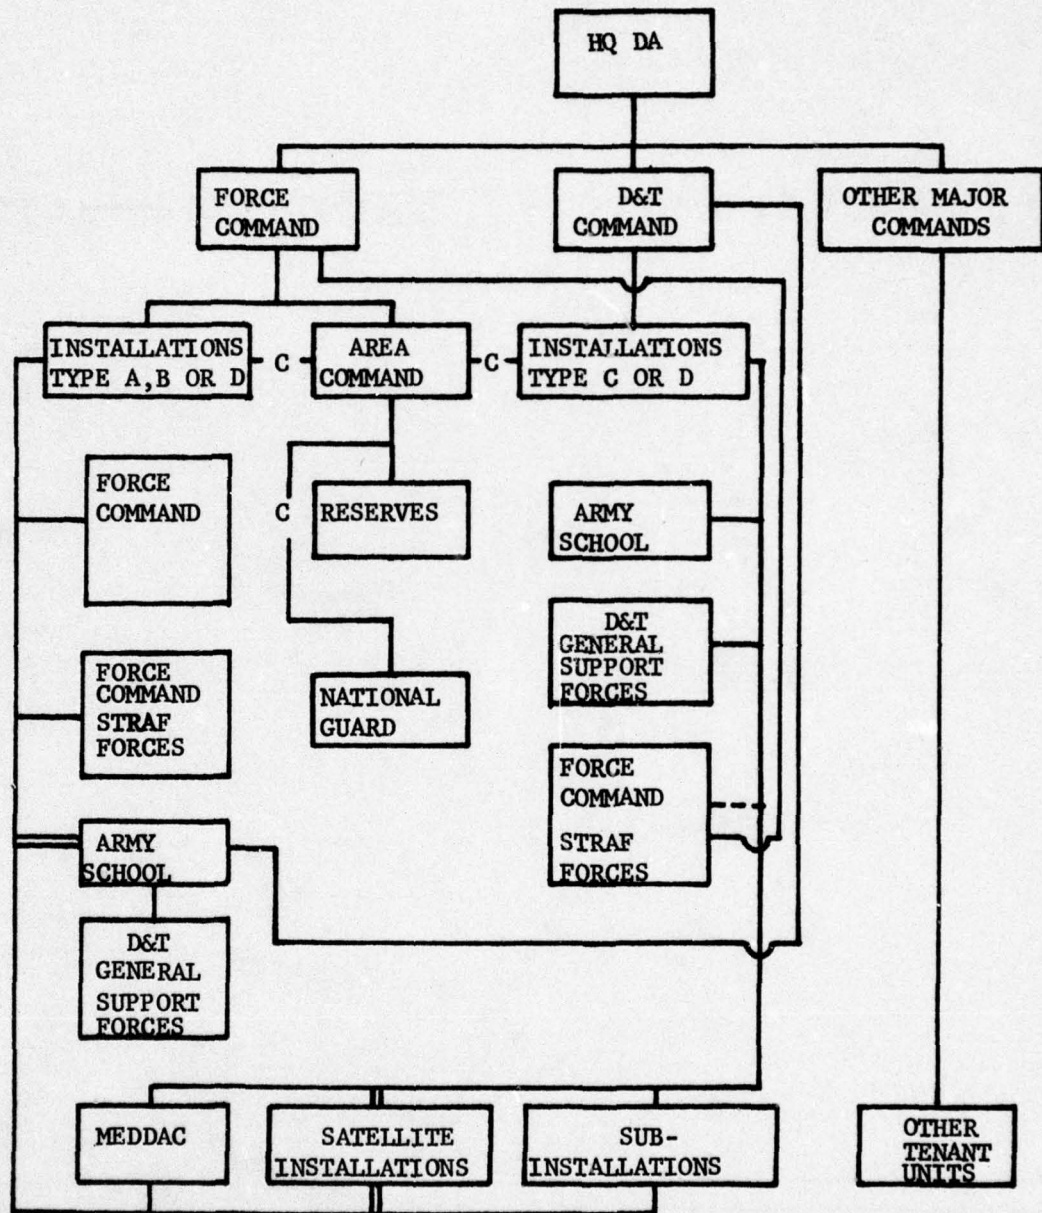 HQ DA
FORCE
COMMAND
D&T
COMMAND
OTHER MAJOR
COMMANDS
INSTALLATIONS
TYPE A,B OR D
C
AREA
COMMAND
C
INSTALLATIONS
TYPE C OR D
FORCE
COMMAND
C
RESERVES
ARMY
SCHOOL
D&T
GENERAL
SUPPORT
FORCES
FORCE
COMMAND
STRAF
FORCES
NATIONAL
GUARD
FORCE
COMMAND
STRAF
FORCES
ARMY
SCHOOL
D&T
GENERAL
SUPPORT
FORCES
MEDDAC
SATELLITE
INSTALLATIONS
SUB-
INSTALLATIONS
OTHER
TENANT
UNITS